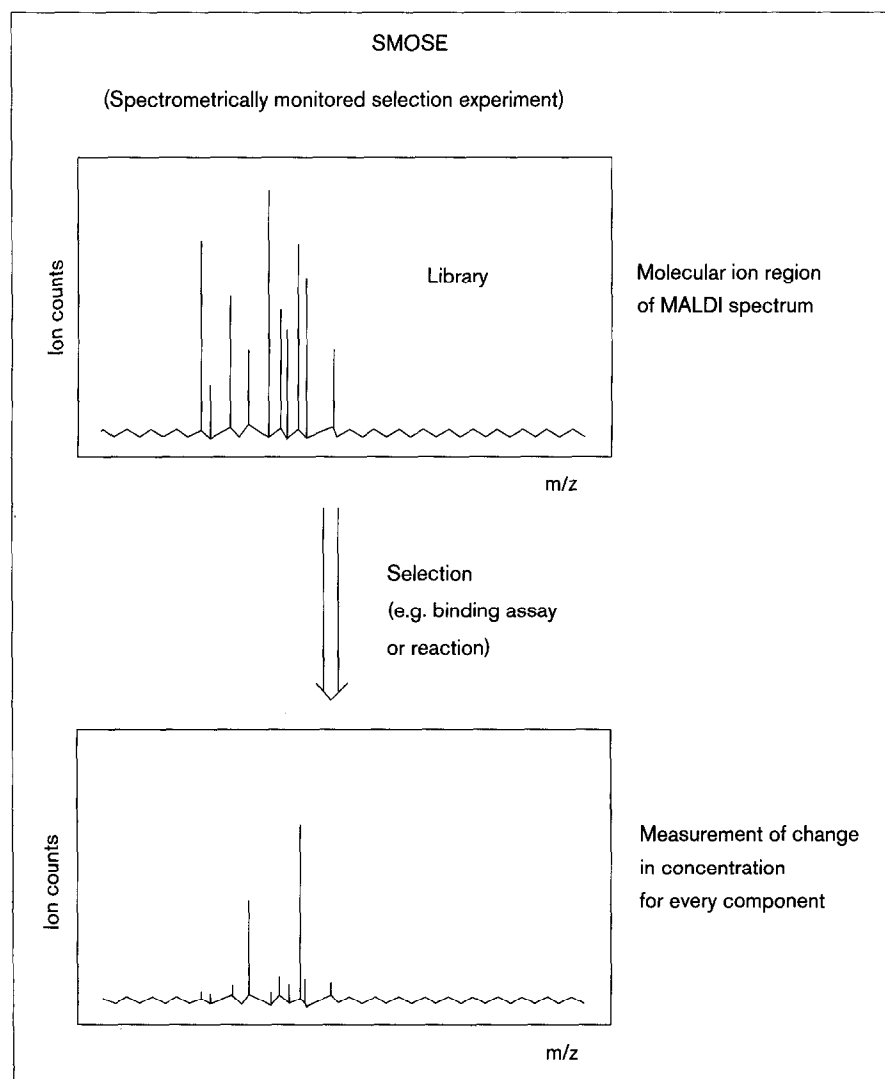 SMOSE
(Spectrometrically monitored selection experiment)
Ion counts
Library
Molecular ion region
of MALDI spectrum
m/z
Selection
(e.g. binding assay
or reaction)
Ion counts
Measurement of change
in concentration
for every component
m/z